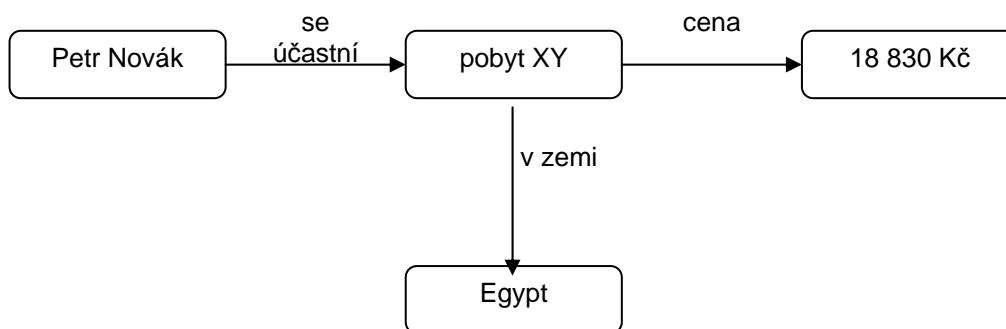 se
účastní
cena
Petr Novák
pobyt XY
18 830 Kč
v zemi
Egypt